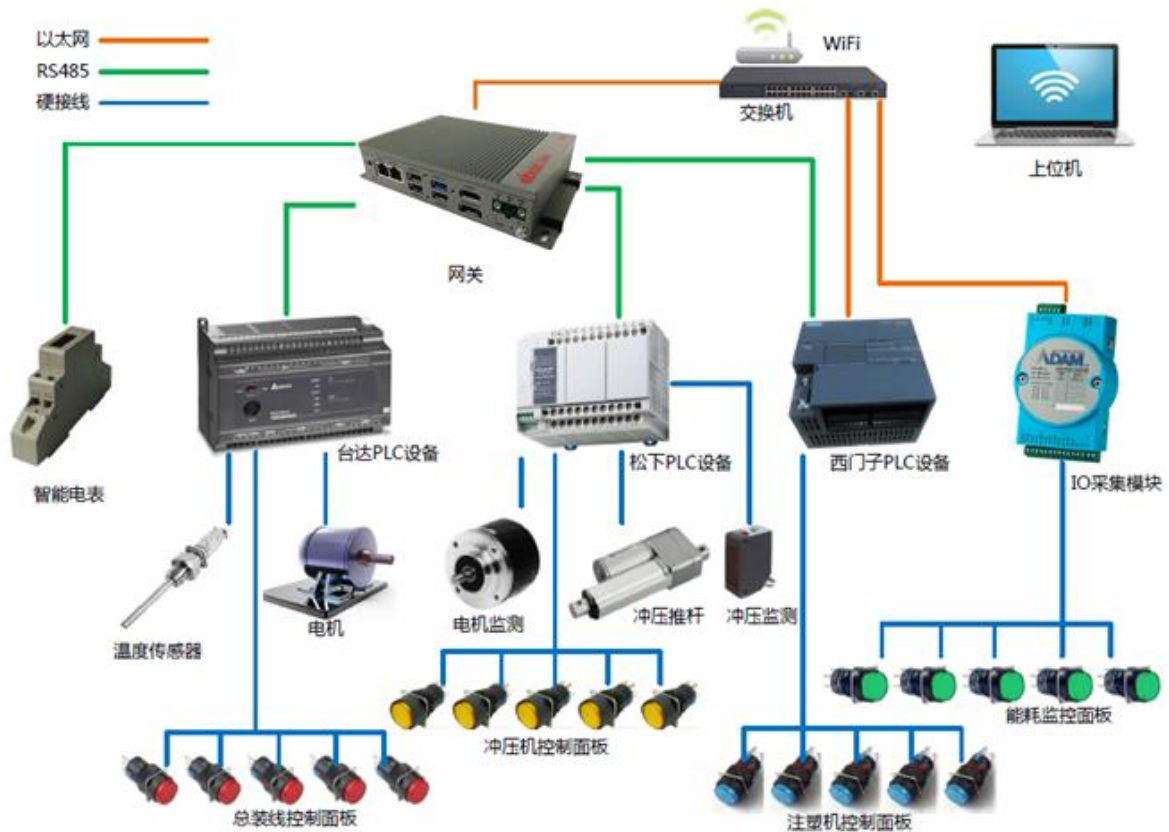 以太网
RS485
硬接线
WiFi
交换机
上位机
网关
智能电表
台达PLC设备
松下PLC设备
西门子PLC设备
ADAM
IO采集模块
温度传感器
电机
电机监测
冲压推杆
冲压监测
能耗监控面板
冲压机控制面板
总装线控制面板
注塑机控制面板